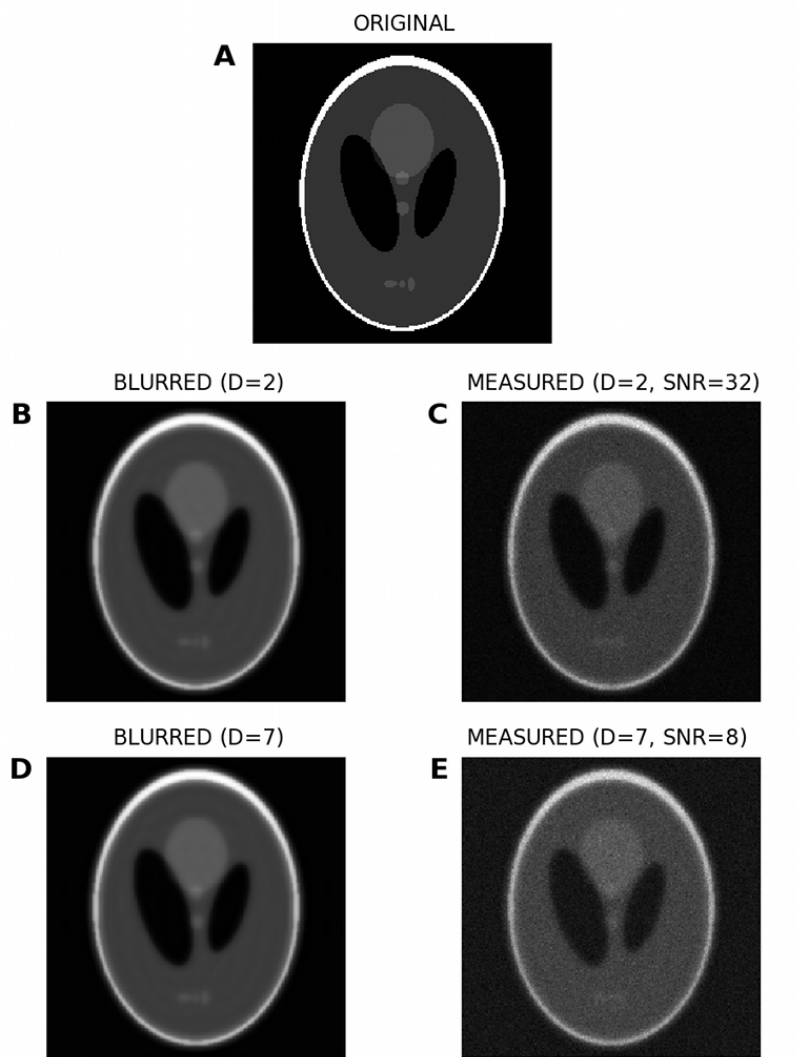 ORIGINAL
A
BLURRED (D=2)
MEASURED (D=2, SNR=32)
B
C
BLURRED (D=7)
MEASURED (D=7, SNR=8)
D
E